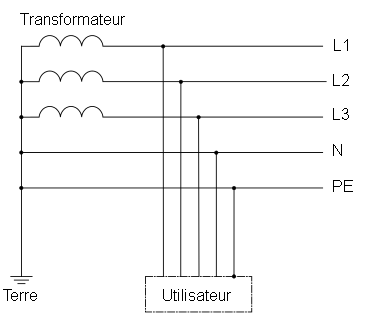 Transformateur
L1
L2
L3
N
PE
Terre
Utilisateur